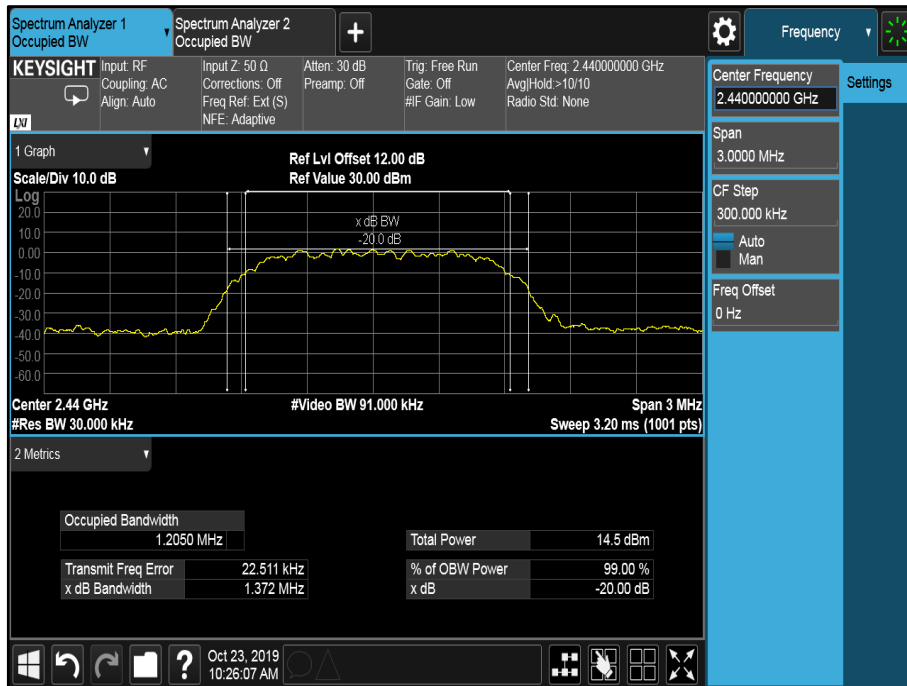 Spectrum Analyzer 1
Occupied BW
Spectrum Analyzer 2
Occupied BW
+
Frequency
KEYSIGHT
LXI
Input: RF
Coupling: AC
Align: Auto
Input Z: 50 Ω
Corrections: Off
Freq Ref: Ext (S)
NFE: Adaptive
Atten: 30 dB
Preamp: Off
Trig: Free Run
Gate: Off
#IF Gain: Low
Center Freq: 2.440000000 GHz
Avg|Hold:>10/10
Radio Std: None
Center Frequency
2.440000000 GHz
Settings
Span
3.0000 MHz
CF Step
300.000 kHz
Auto
Man
Freq Offset
0 Hz
1 Graph
Scale/Div 10.0 dB
Ref Lvl Offset 12.00 dB
Ref Value 30.00 dBm
Log
20.0
10.0
0.00
-10.0
-20.0
-30.0
-40.0
-50.0
-60.0
x dB BW
-20.0 dB
Center 2.44 GHz
#Video BW 91.000 kHz
Span 3 MHz
#Res BW 30.000 kHz
Sweep 3.20 ms (1001 pts)
2 Metrics
Occupied Bandwidth
1.2050 MHz
Total Power 14.5 dBm
Transmit Freq Error 22.511 kHz
% of OBW Power 99.00 %
x dB Bandwidth 1.372 MHz
x dB -20.00 dB
?
Oct 23, 2019
10:26:07 AM